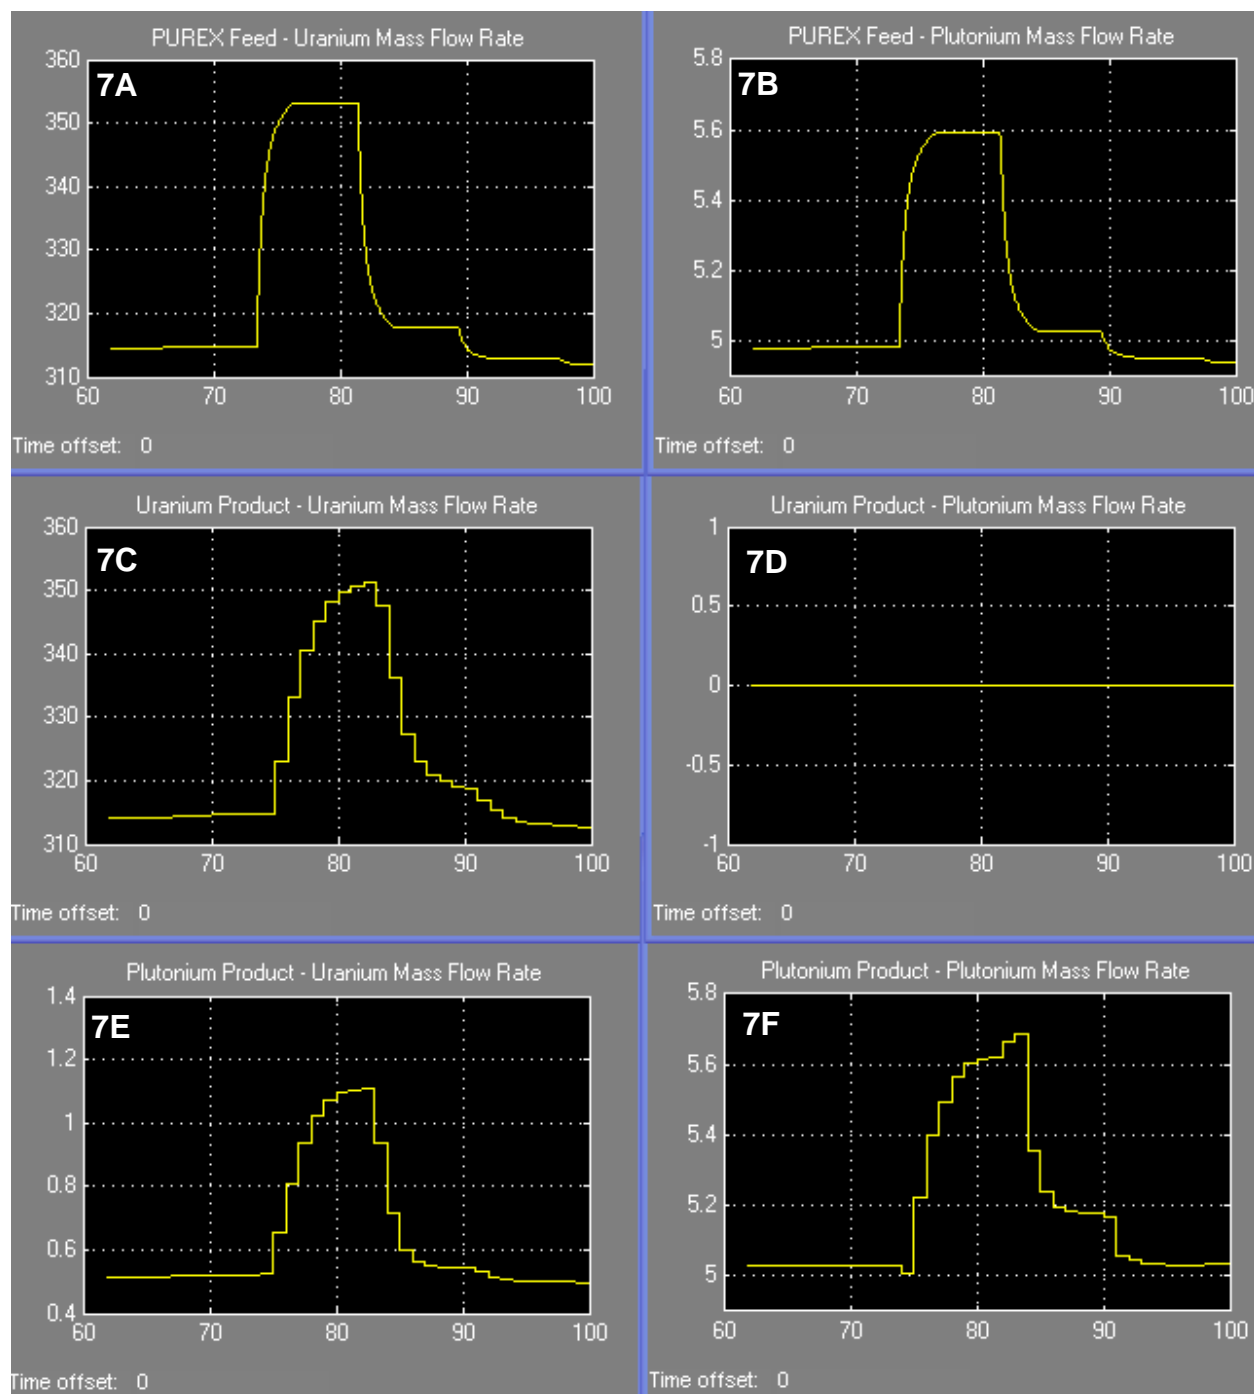 PUREX Feed - Uranium Mass Flow Rate
7A
360
350
340
330
320
310
60 70 80 90 100
Time offset: 0
PUREX Feed - Plutonium Mass Flow Rate
7B
5.8
5.6
5.4
5.2
5
60 70 80 90 100
Time offset: 0
Uranium Product - Uranium Mass Flow Rate
7C
360
350
340
330
320
310
60 70 80 90 100
Time offset: 0
Uranium Product - Plutonium Mass Flow Rate
7D
1
0.5
0
-0.5
-1
60 70 80 90 100
Time offset: 0
Plutonium Product - Uranium Mass Flow Rate
7E
1.4
1.2
1
0.8
0.6
0.4
60 70 80 90 100
Time offset: 0
Plutonium Product - Plutonium Mass Flow Rate
7F
5.8
5.6
5.4
5.2
5
60 70 80 90 100
Time offset: 0